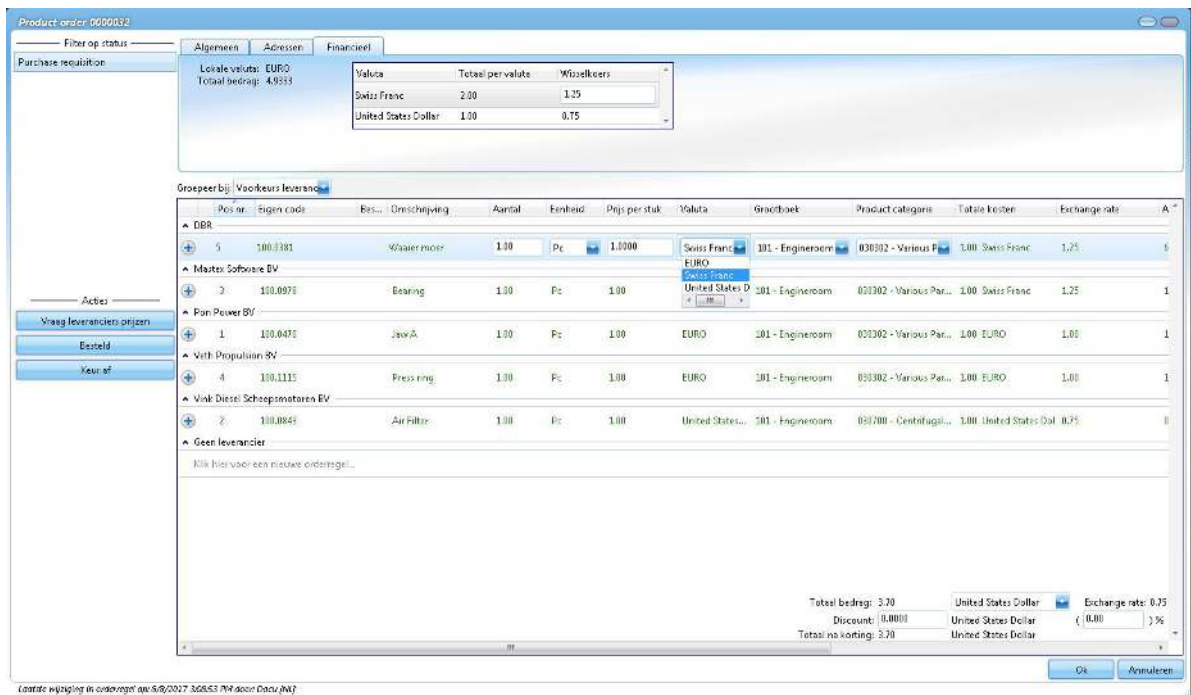 Product order 0000032
Filter op status
Purchase requisition
Algemeen Adressen Financieel
Lokale valuta: EURO
Totaal bedrag: 4.9333
Valuta Totaal per valuta Wisselkoers
Swiss Franc 2.00 1.25
United States Dollar 1.00 0.75
Groepeer bij: Voorkeurs leveranc
Pos nr. Eigen code Bes... Omschrijving Aantal Eenheid Prijs per stuk Valuta Grootboek Product categorie Totale kosten Exchange rate A
DBR
5 100.1381 Waaier moer 1.00 Pc 1.0000 Swiss Franc 101 - Engineroom 030302 - Various P 1.00 Swiss Franc 1.25
EURO
Swiss Franc
United States D
Mastex Software BV
3 100.0976 Bearing 1.00 Pc 1.00 101 - Engineroom 030302 - Various Par... 1.00 Swiss Franc 1.25 1
Pon Power BV
1 100.0476 Jaw A 1.00 Pc 1.00 EURO 101 - Engineroom 030302 - Various Par... 1.00 EURO 1.00 1
Veth Propulsion BV
4 100.1115 Press ring 1.00 Pc 1.00 EURO 101 - Engineroom 030302 - Various Par... 1.00 EURO 1.00 1
Vink Diesel Scheepsmotoren BV
2 100.0843 Air Filter 1.00 Pc 1.00 United States... 101 - Engineroom 030700 - Centrifugal... 1.00 United States Dol 0.75
Geen leverancier
Klik hier voor een nieuwe orderregel...
Acties
Vraag leveranciers prijzen
Besteld
Keur af
Totaal bedrag: 3.70 United States Dollar Exchange rate: 0.75
Discount: 0.0000 United States Dollar ( 0.00 ) %
Totaal na korting: 3.70 United States Dollar
Ok Annuleren
Laatste wijziging in orderregel op: 8/8/2017 3:08:53 PM door: Docu [NL]